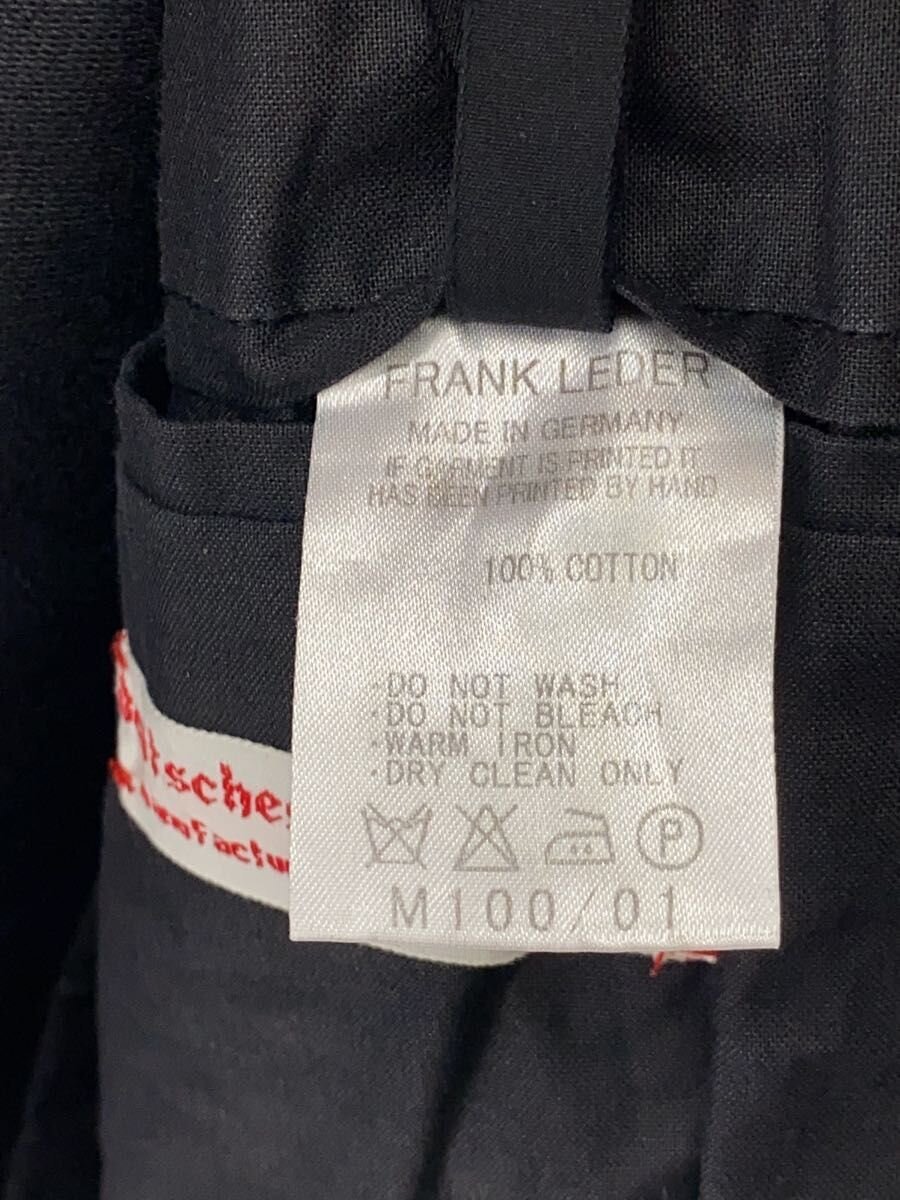 FRANK LEDER
MADE IN GERMANY
IF GARMENT IS PRINTED IT
HAS BEEN PRINTED BY HAND
100% COTTON
·DO NOT WASH
·DO NOT BLEACH
·WARM IRON
·DRY CLEAN ONLY
P
M100/01